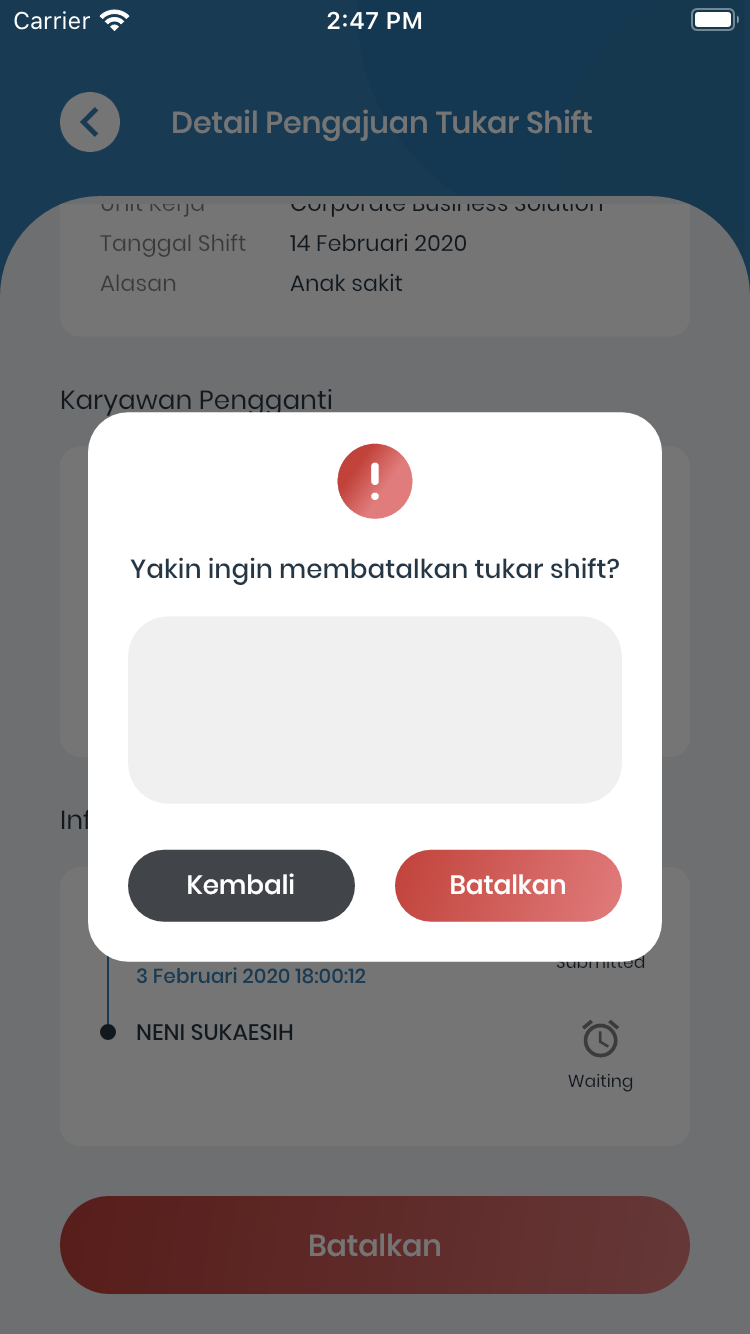 Carrier
2:47 PM
Detail Pengajuan Tukar Shift
Unit Kerja Corporate Business Solution
Tanggal Shift 14 Februari 2020
Alasan Anak sakit
Karyawan Pengganti
Yakin ingin membatalkan tukar shift?
Kembali Batalkan
Submitted
3 Februari 2020 18:00:12
NENI SUKAESIH
Waiting
Batalkan